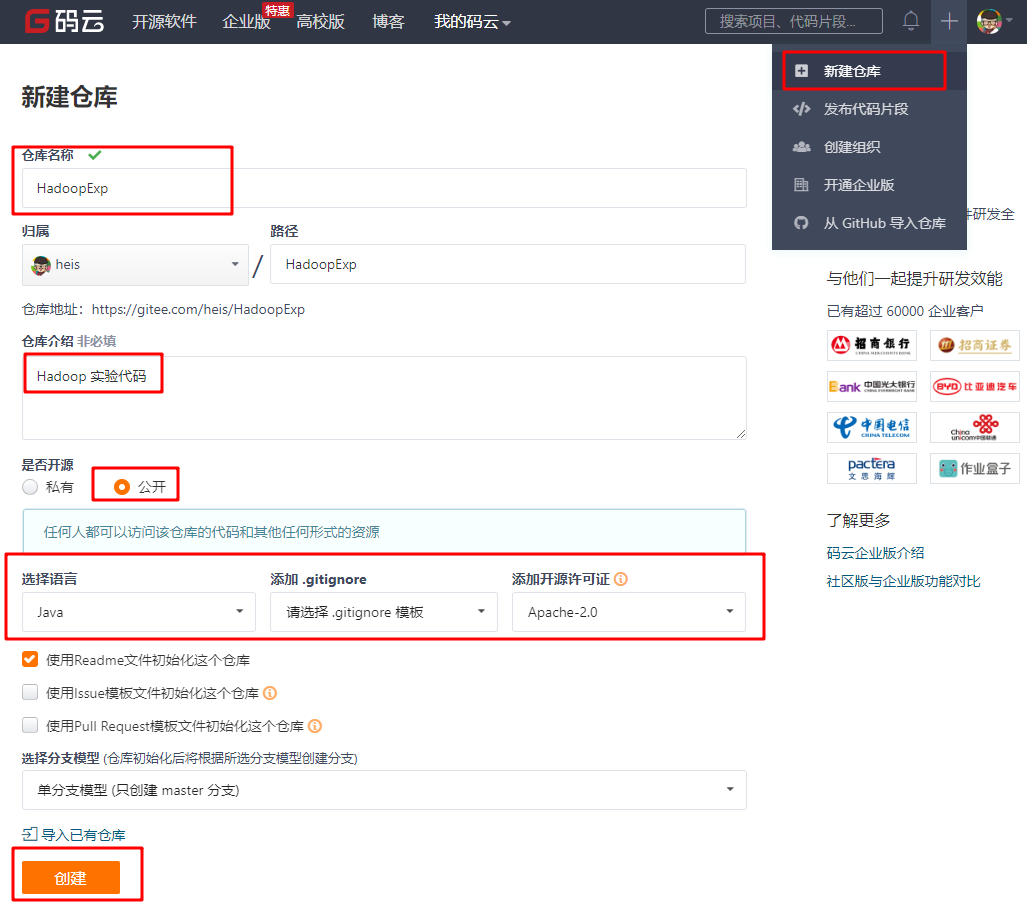 码云 开源软件 企业版 特惠 高校版 博客 我的码云 搜索项目、代码片段...
新建仓库
发布代码片段
创建组织
开通企业版
从 GitHub 导入仓库
新建仓库
仓库名称
HadoopExp
归属 路径
heis / HadoopExp
仓库地址：https://gitee.com/heis/HadoopExp
仓库介绍 非必填
Hadoop 实验代码
是否开源
私有 公开
任何人都可以访问该仓库的代码和其他任何形式的资源
选择语言 添加 .gitignore 添加开源许可证
Java 请选择 .gitignore 模板 Apache-2.0
使用Readme文件初始化这个仓库
使用Issue模板文件初始化这个仓库
使用Pull Request模板文件初始化这个仓库
选择分支模型 (仓库初始化后将根据所选分支模型创建分支)
单分支模型 (只创建 master 分支)
导入已有仓库
创建
研发全
与他们一起提升研发效能
已有超过 60000 企业客户
招商银行 CHINA MERCHANTS BANK 招商证券
Bank 中国光大银行 CHINA EVERBRIGHT BANK BYD 比亚迪汽车
中国电信 CHINA TELECOM China unicom中国联通
pactera 文思海辉 作业盒子
了解更多
码云企业版介绍
社区版与企业版功能对比